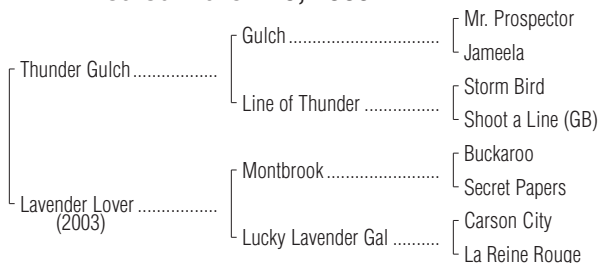 Mr. Prospector
Gulch
Jameela
Thunder Gulch
Storm Bird
Line of Thunder
Shoot a Line (GB)
Buckaroo
Montbrook
Secret Papers
Lavender Lover
(2003)
Carson City
Lucky Lavender Gal
La Reine Rouge